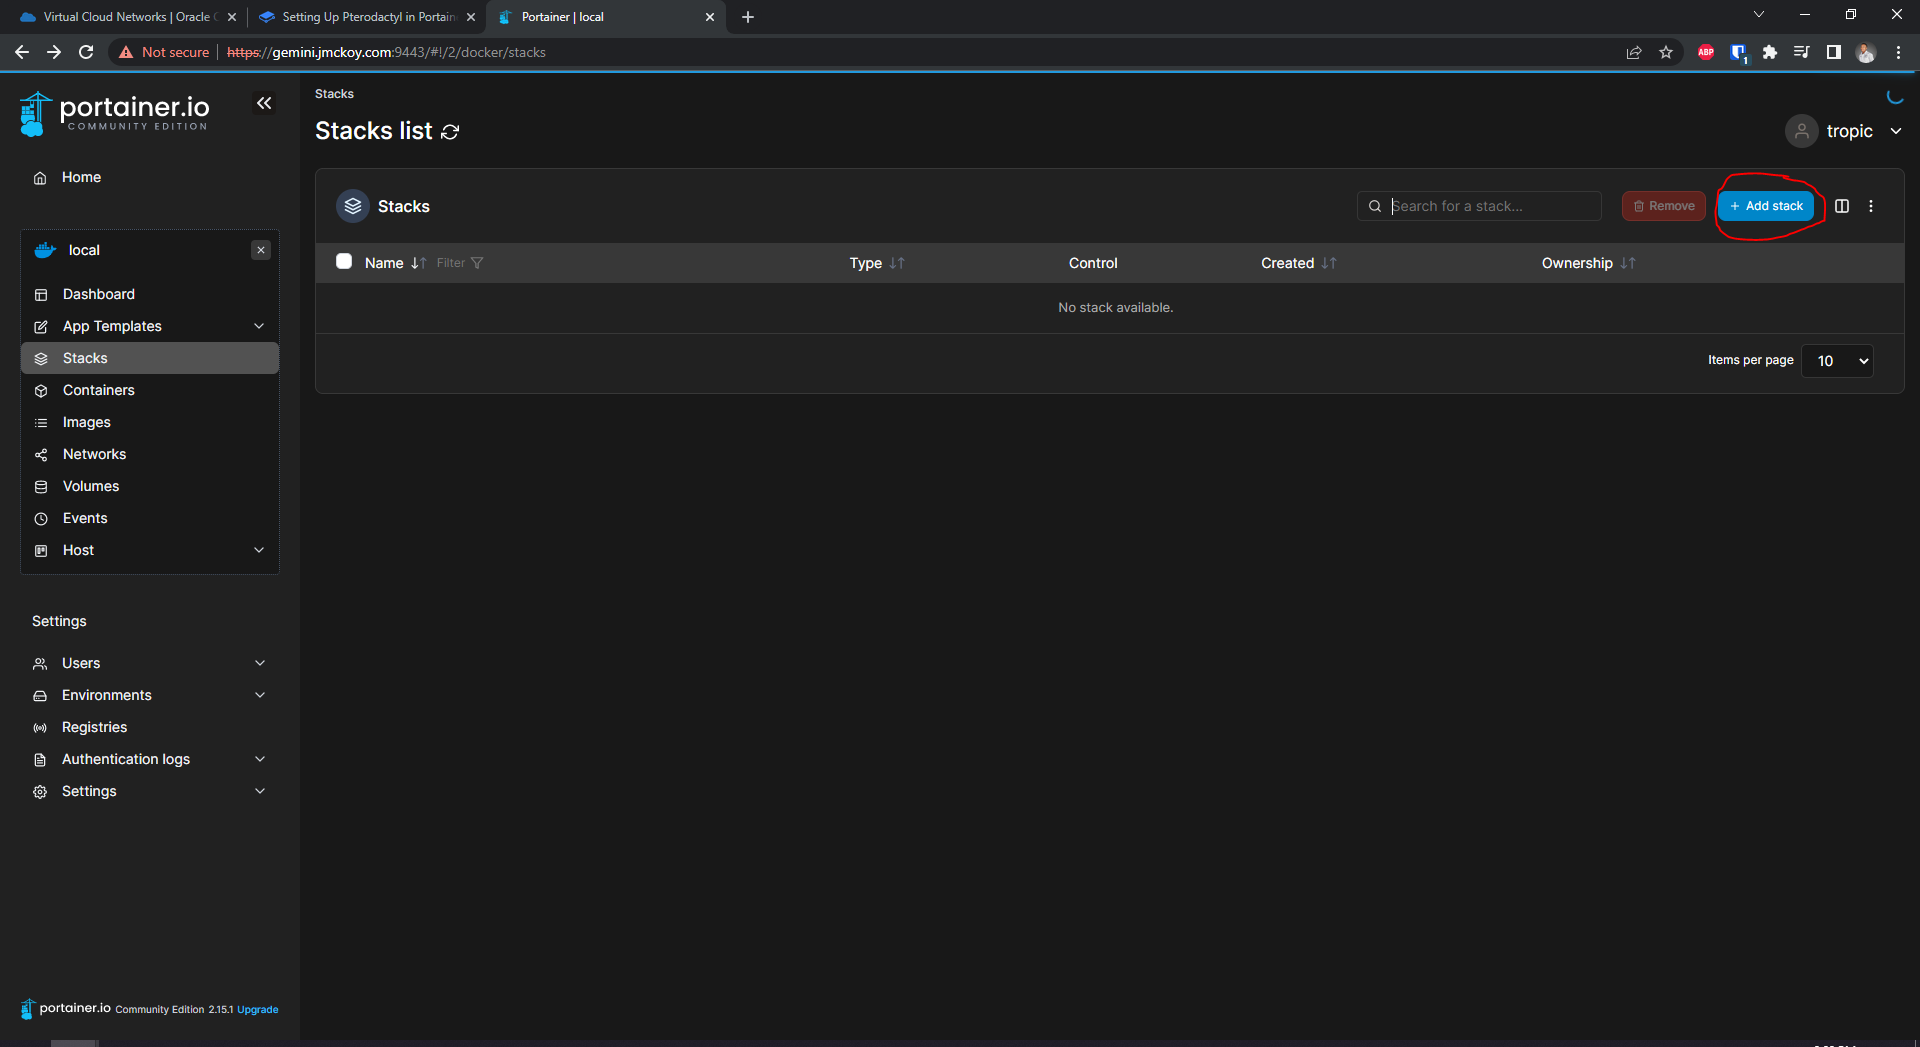 Virtual Cloud Networks | Oracle C
Setting Up Pterodactyl in Portain
Portainer | local
Not secure
https://gemini.jmckoy.com:9443/#!/2/docker/stacks
ABP
1
portainer.io
COMMUNITY EDITION
Home
local
Dashboard
App Templates
Stacks
Containers
Images
Networks
Volumes
Events
Host
Settings
Users
Environments
Registries
Authentication logs
Settings
portainer.io Community Edition 2.15.1 Upgrade
Stacks
Stacks list
tropic
Stacks
Search for a stack...
Remove
+ Add stack
Name Filter Type Control Created Ownership
No stack available.
Items per page 10